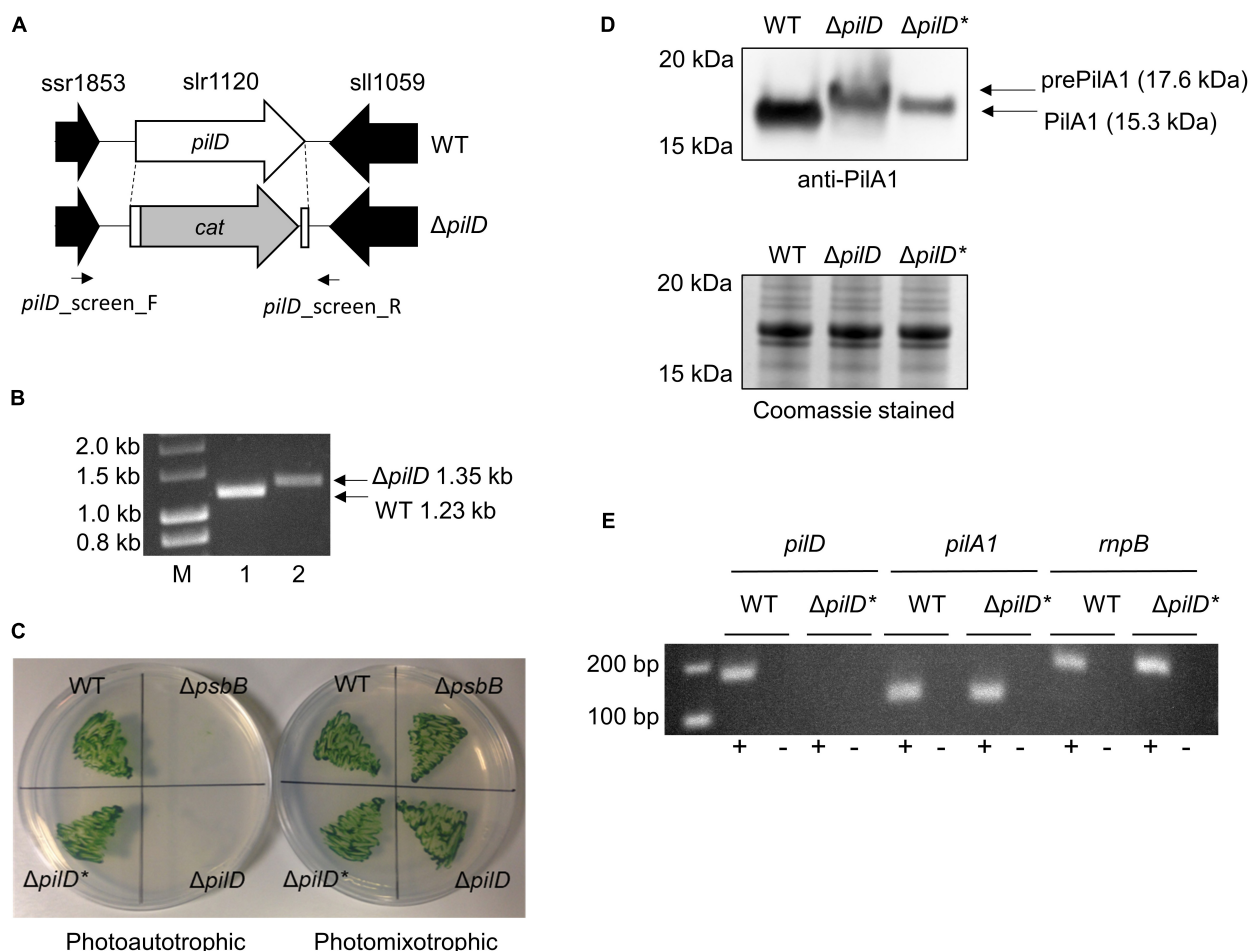 A
ssr1853 slr1120 sll1059
pilD WT
cat ΔpilD
pilD_screen_F pilD_screen_R
B
2.0 kb
1.5 kb
1.0 kb
0.8 kb
ΔpilD 1.35 kb
WT 1.23 kb
M 1 2
C
WT ΔpsbB WT ΔpsbB
ΔpilD* ΔpilD ΔpilD* ΔpilD
Photoautotrophic Photomixotrophic
D
WT ΔpilD ΔpilD*
20 kDa
15 kDa
prePilA1 (17.6 kDa)
PilA1 (15.3 kDa)
anti-PilA1
WT ΔpilD ΔpilD*
20 kDa
15 kDa
Coomassie stained
E
pilD pilA1 rnpB
WT ΔpilD* WT ΔpilD* WT ΔpilD*
200 bp
100 bp
+ - + - + - + - + - + -